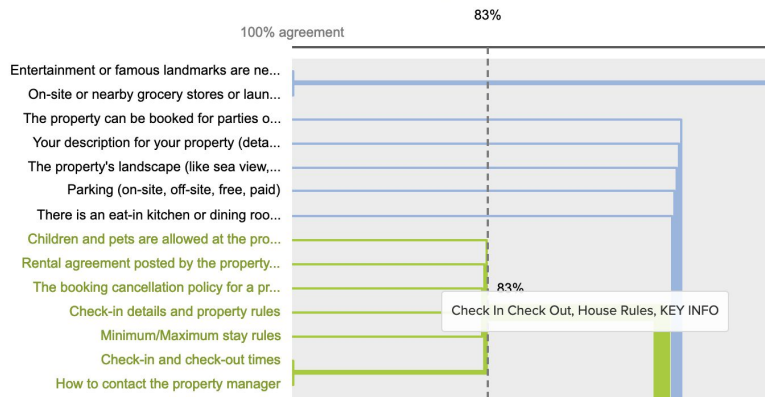 83%
100% agreement
Entertainment or famous landmarks are ne...
On-site or nearby grocery stores or laun...
The property can be booked for parties o...
Your description for your property (deta...
The property's landscape (like sea view,...
Parking (on-site, off-site, free, paid)
There is an eat-in kitchen or dining roo...
Children and pets are allowed at the pro...
Rental agreement posted by the property...
The booking cancellation policy for a pr...
83%
Check-in details and property rules
Check In Check Out, House Rules, KEY INFO
Minimum/Maximum stay rules
Check-in and check-out times
How to contact the property manager